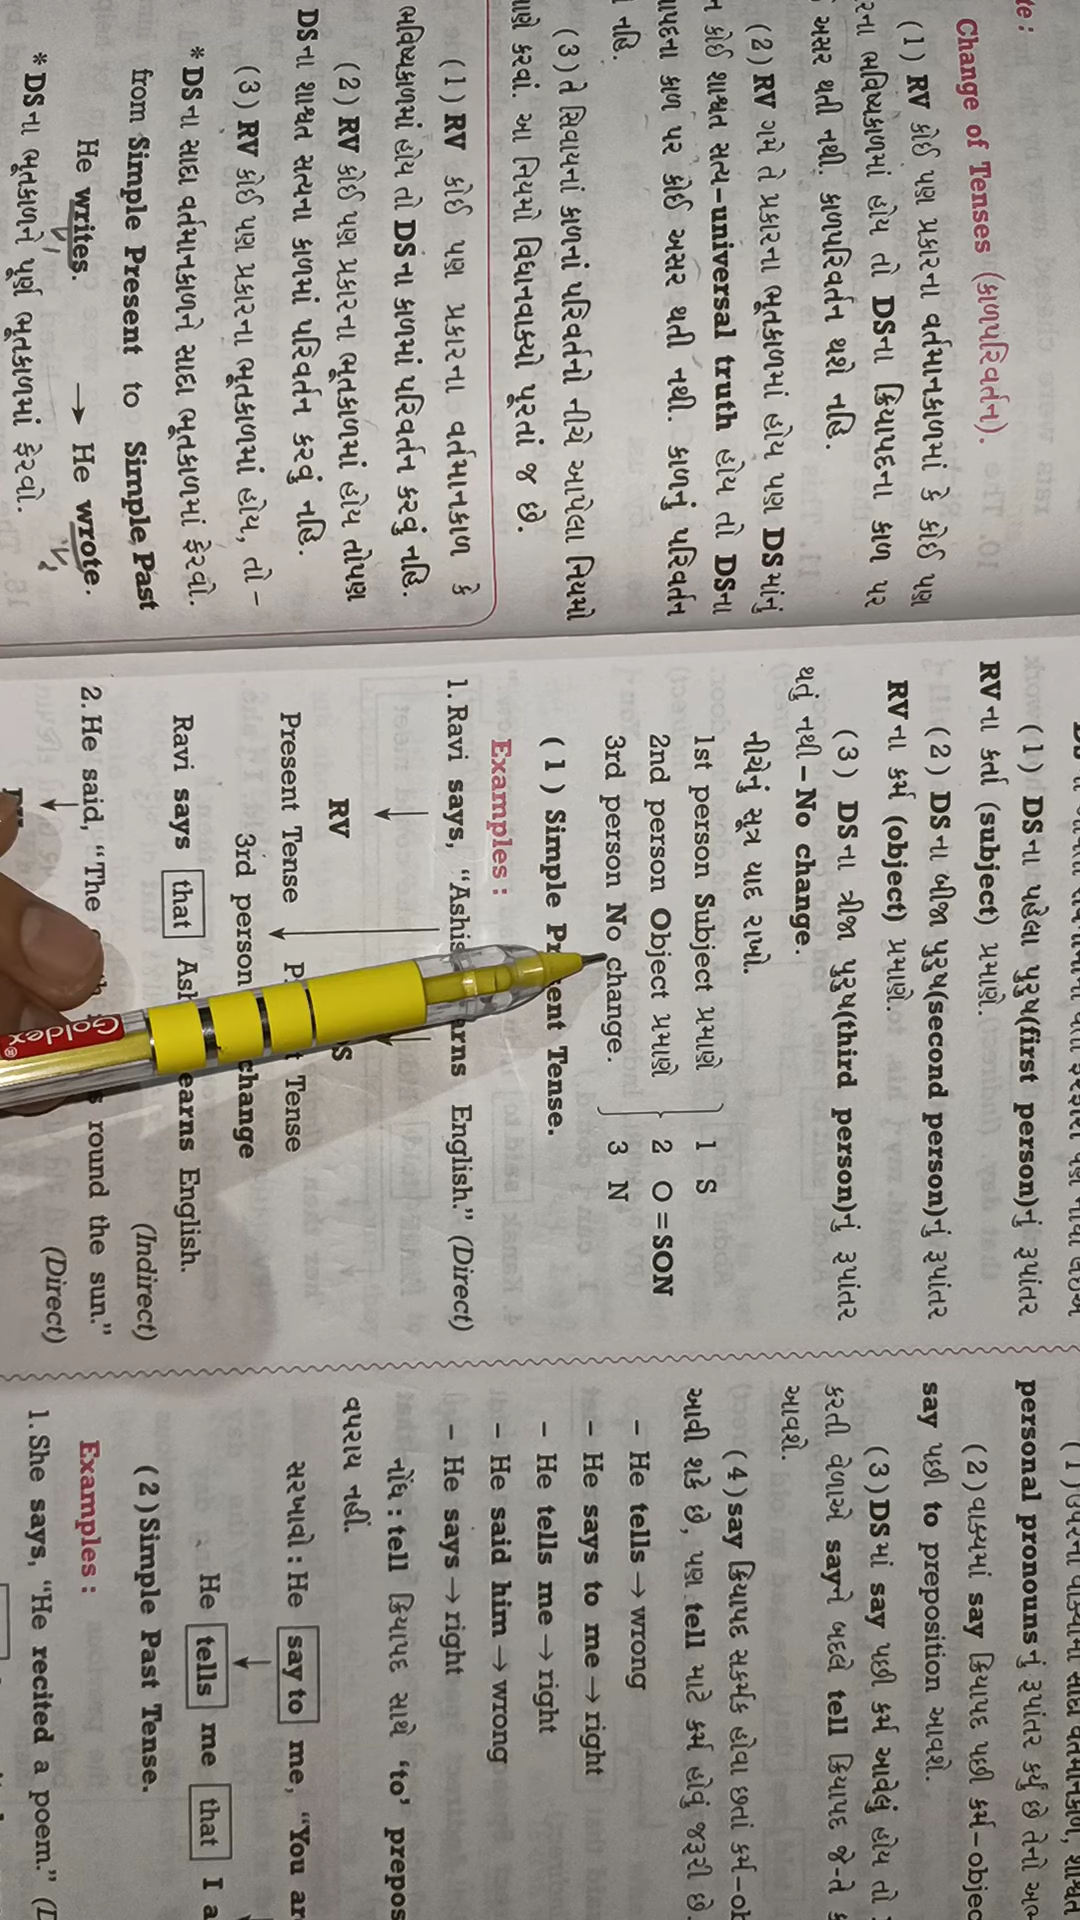 te :
Change of Tenses (કાળપરિવર્તન).
(1) RV કોઈ પણ પ્રકારના વર્તમાનકાળમાં કે કોઈ પણ
રના ભવિષ્યકાળમાં હોય તો DSના ક્રિયાપદના કાળ પર
અસર થતી નથી. કાળપરિવર્તન થશે નહિ.
(2) RV ગમે તે પ્રકારના ભૂતકાળમાં હોય પણ DSમાંનું
ન કોઈ શાશ્વત સત્ય-universal truth હોય તો DSના
યાપદના કાળ પર કોઈ અસર થતી નથી. કાળનું પરિવર્તન
નહિ.
(3) તે સિવાયનાં કાળનાં પરિવર્તનો નીચે આપેલા નિયમો
માણે કરવાં. આ નિયમો વિધાનવાક્યો પૂરતાં જ છે.
(1) RV કોઈ પણ પ્રકારના વર્તમાનકાળ કે
ભવિષ્યકાળમાં હોય તો DSના કાળમાં પરિવર્તન કરવું નહિ.
(2) RV કોઈ પણ પ્રકારના ભૂતકાળમાં હોય તોપણ
DSના શાશ્વત સત્યના કાળમાં પરિવર્તન કરવું નહિ.
(3) RV કોઈ પણ પ્રકારના ભૂતકાળમાં હોય, તો –
* DSના સાદા વર્તમાનકાળને સાદા ભૂતકાળમાં ફેરવો.
from Simple Present to Simple Past
He writes. → He wrote.
* DSના ભૂતકાળને પૂર્ણ ભૂતકાળમાં ફેરવો.
(1) DSના પહેલા પુરુષ(first person)નું રૂપાંતર
RVના કર્તા (subject) પ્રમાણે.
(2) DSના બીજા પુરુષ(second person)નું રૂપાંતર
RVના કર્મ (object) પ્રમાણે.
(3) DSના ત્રીજા પુરુષ(third person)નું રૂપાંતર
થતું નથી – No change.
નીચેનું સૂત્ર યાદ રાખો.
1st person Subject પ્રમાણે 1 S
2nd person Object પ્રમાણે 2 O = SON
3rd person No change. 3 N
(1) Simple Tense.
Examples :
1. Ravi says, "Ashis English." (Direct)
RV
Present Tense Tense
3rd person change
Ravi says that English.
(Indirect)
2. He said, "The round the sun."
(Direct)
Goldex®
personal pronounsનું રૂપાંતર કર્યું છે તેનો
(2) વાક્યમાં say ક્રિયાપદ પછી કર્મ-objec
say પછી to preposition આવશે.
(3) DSમાં say પછી કર્મ આવેલું હોય તો
કરતી વેળાએ sayને બદલે tell ક્રિયાપદ જે-તે
આવશે.
(4) say ક્રિયાપદ સકર્મક હોવા છતાં કર્મ-ob
આવી શકે છે, પણ tell માટે કર્મ હોવું જરૂરી છે.
– He tells → wrong
– He says to me → right
– He tells me → right
– He said him → wrong
– He says → right
નોંધ : tell ક્રિયાપદ સાથે 'to' prepos
વપરાય નહીં.
સરખાવો : He say to me, "You ar
He tells me that I a
(2) Simple Past Tense.
Examples :
1. She says, "He recited a poem." (D